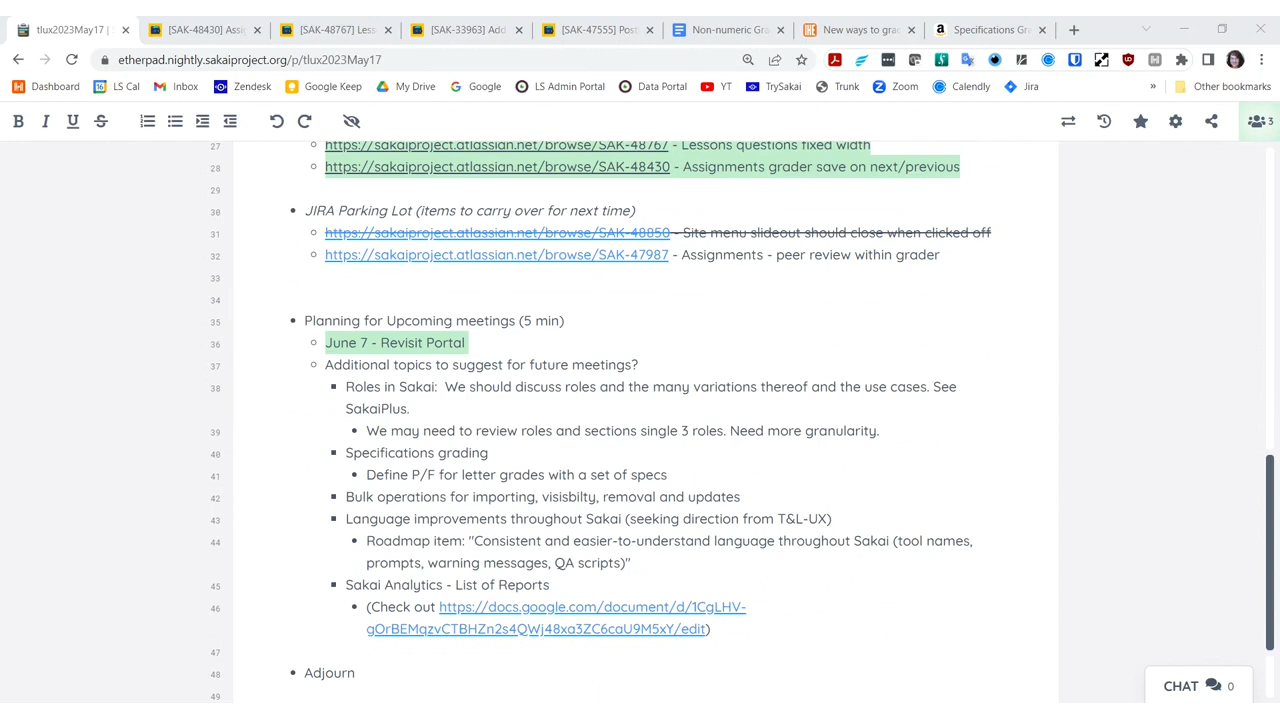 tlux2023May17 |
[SAK-48430] Assig
[SAK-48767] Less
[SAK-33963] Add
[SAK-47555] Post
Non-numeric Gra
New ways to grac
Specifications Gra
etherpad.nightly.sakaiproject.org/p/tlux2023May17
Dashboard
LS Cal
Inbox
Zendesk
Google Keep
My Drive
Google
LS Admin Portal
Data Portal
YT
TrySakai
Trunk
Zoom
Calendly
Jira
»
Other bookmarks
B I U S
3
27 https://sakaiproject.atlassian.net/browse/SAK-48767 - Lessons questions fixed width
28 https://sakaiproject.atlassian.net/browse/SAK-48430 - Assignments grader save on next/previous
29
30 JIRA Parking Lot (items to carry over for next time)
31 https://sakaiproject.atlassian.net/browse/SAK-48850 - Site menu slideout should close when clicked off
32 https://sakaiproject.atlassian.net/browse/SAK-47987 - Assignments - peer review within grader
33
34
35 Planning for Upcoming meetings (5 min)
36 June 7 - Revisit Portal
37 Additional topics to suggest for future meetings?
38 Roles in Sakai: We should discuss roles and the many variations thereof and the use cases. See
SakaiPlus.
39 We may need to review roles and sections single 3 roles. Need more granularity.
40 Specifications grading
41 Define P/F for letter grades with a set of specs
42 Bulk operations for importing, visisbilty, removal and updates
43 Language improvements throughout Sakai (seeking direction from T&L-UX)
44 Roadmap item: "Consistent and easier-to-understand language throughout Sakai (tool names,
prompts, warning messages, QA scripts)"
45 Sakai Analytics - List of Reports
46 (Check out https://docs.google.com/document/d/1CgLHV-
gOrBEMqzvCTBHZn2s4QWj48xa3ZC6caU9M5xY/edit)
47
48 Adjourn
49
CHAT 0